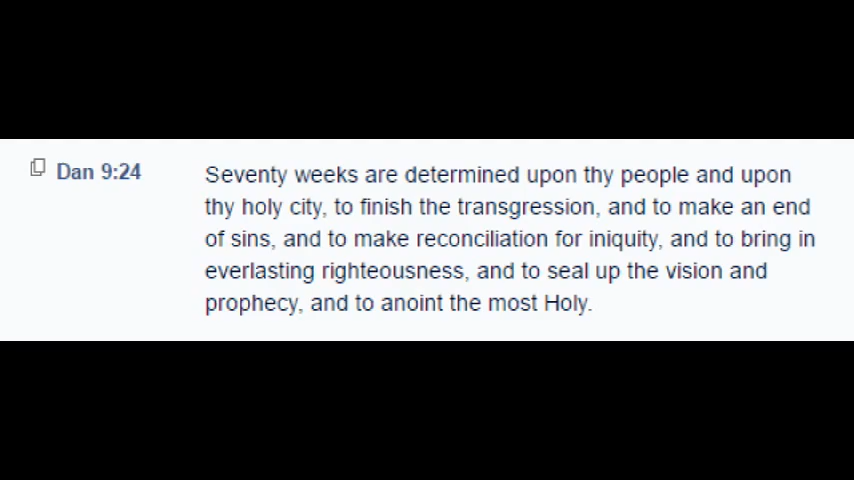 Dan 9:24 Seventy weeks are determined upon thy people and upon
thy holy city, to finish the transgression, and to make an end
of sins, and to make reconciliation for iniquity, and to bring in
everlasting righteousness, and to seal up the vision and
prophecy, and to anoint the most Holy.